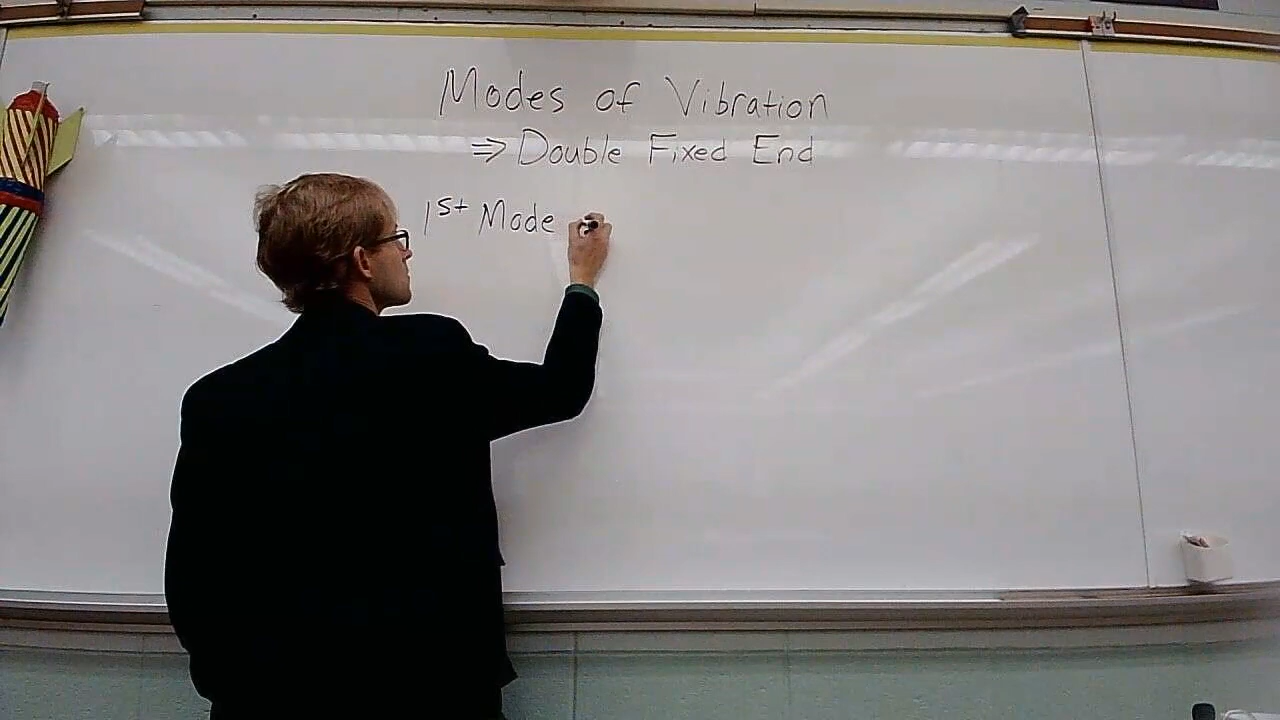 Modes of Vibration
⇒ Double Fixed End
1st Mode